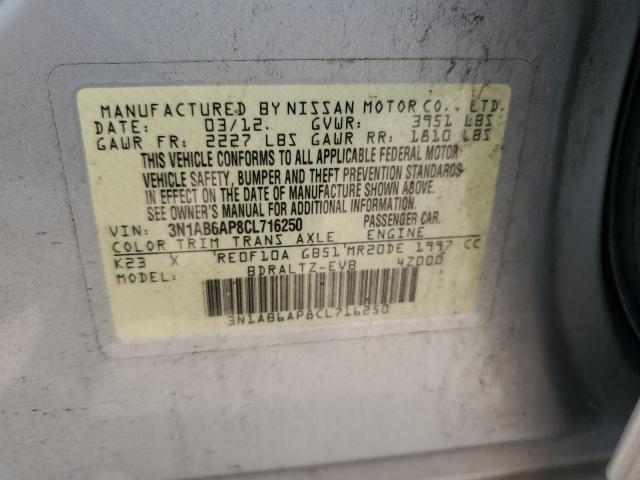 MANUFACTURED BY NISSAN MOTOR CO., LTD.
DATE: 03/12. GVWR: 3951 LBS
GAWR FR: 2227 LBS GAWR RR: 1810 LBS
THIS VEHICLE CONFORMS TO ALL APPLICABLE FEDERAL MOTOR
VEHICLE SAFETY, BUMPER AND THEFT PREVENTION STANDARDS
IN EFFECT ON THE DATE OF MANUFACTURE SHOWN ABOVE.
SEE OWNER'S MANUAL FOR ADDITIONAL INFORMATION.
VIN: 3N1AB6AP8CL716250 PASSENGER CAR.
COLOR TRIM TRANS AXLE ENGINE
K23 X RE0F10A GB51 MR20DE 1997 CC
MODEL: BDRALTZ-EVB 4Z000
3N1AB6AP8CL716250